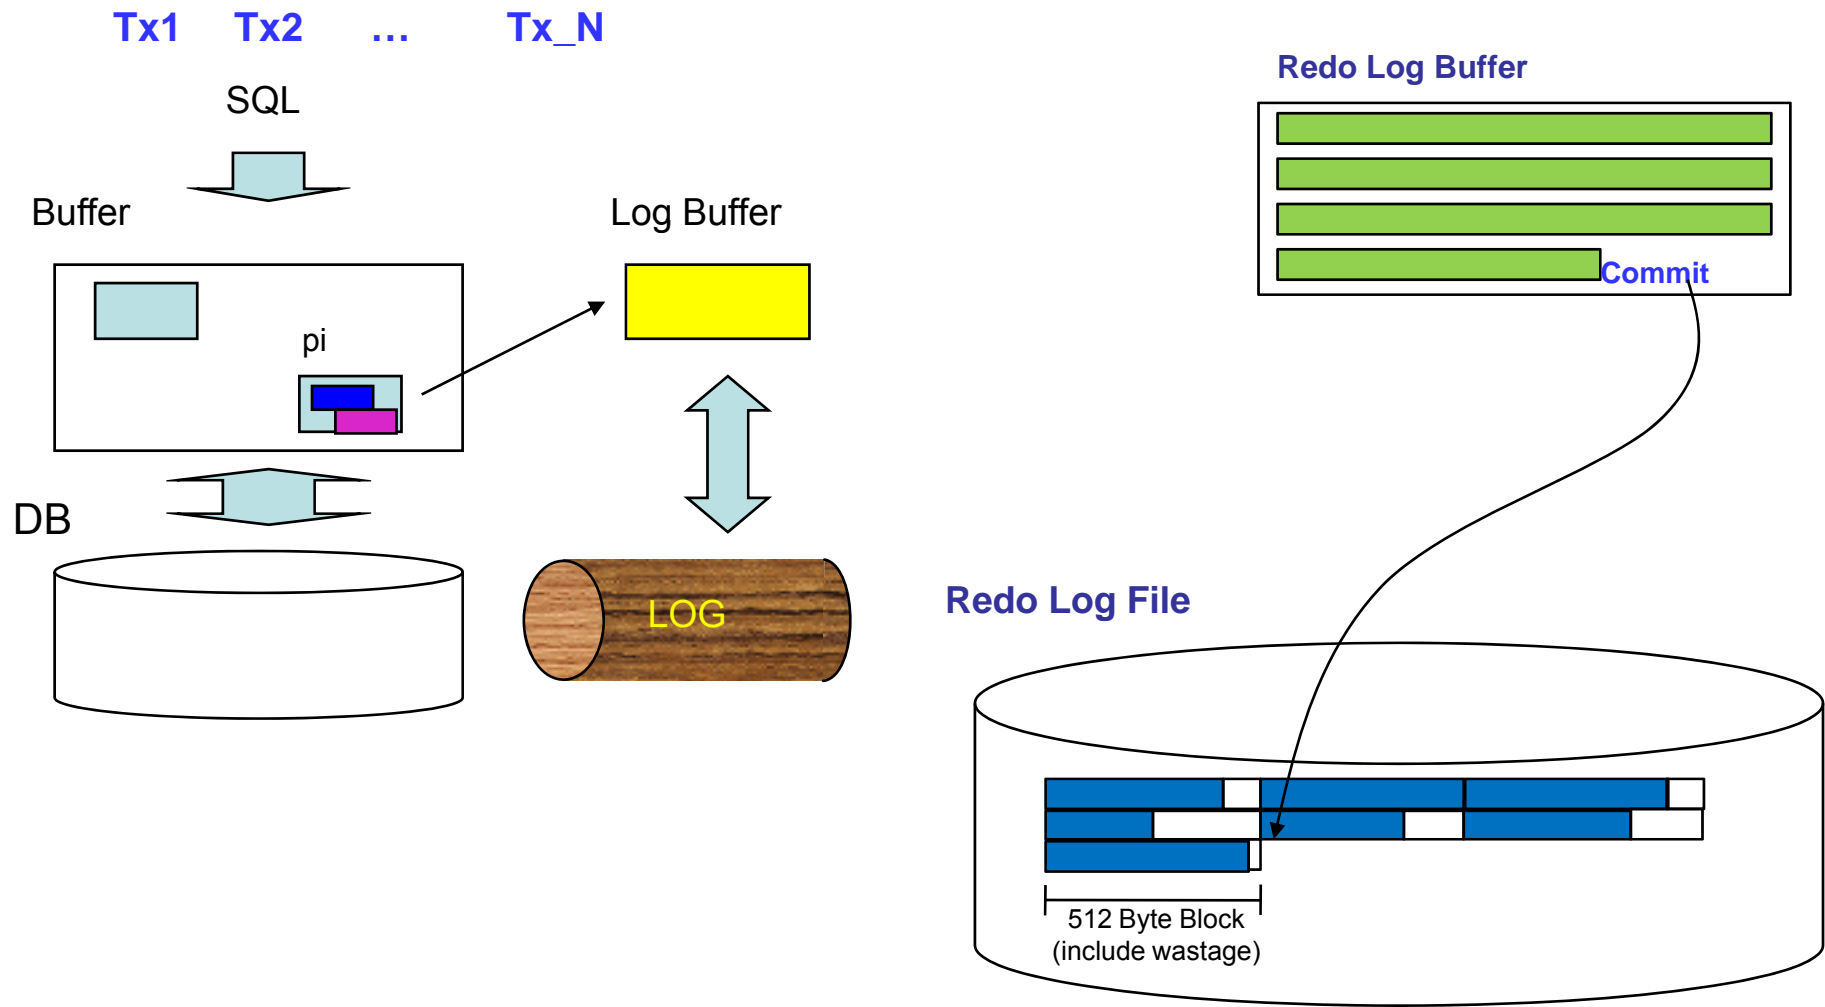 Tx1 Tx2 … Tx_N
SQL
Buffer
Log Buffer
pi
DB
LOG
Redo Log Buffer
Commit
Redo Log File
512 Byte Block
(include wastage)